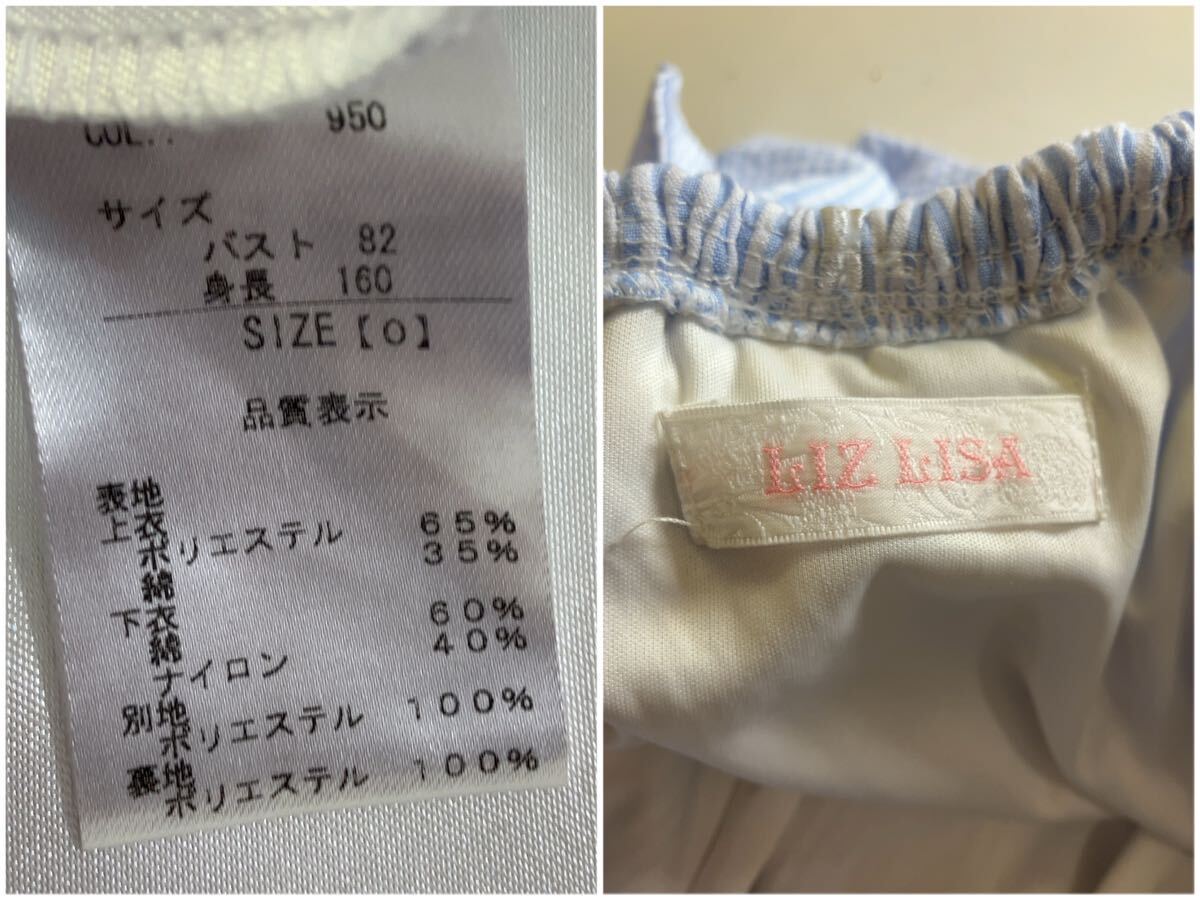 COL.: 950
サイズ
バスト 82
身長 160
SIZE【O】
品質表示
表地
上衣
ポリエステル 65%
綿 35%
下衣
綿 60%
ナイロン 40%
別地
ポリエステル 100%
裏地
ポリエステル 100%
LIZ LISA